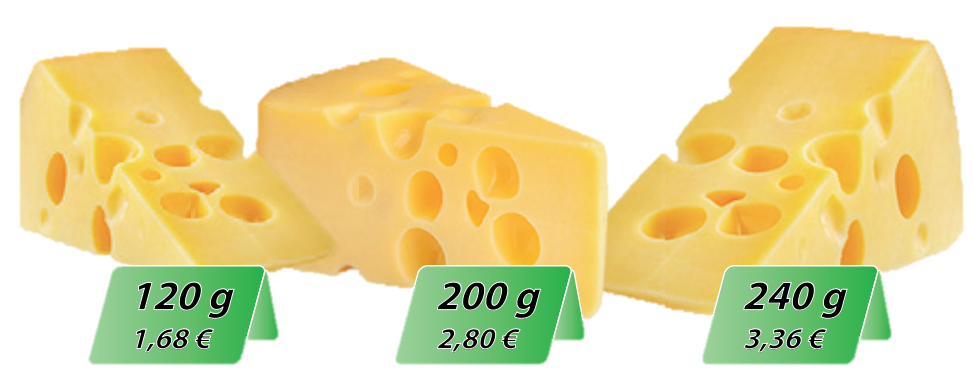 120 g
1,68 €
200 g
2,80 €
240 g
3,36 €